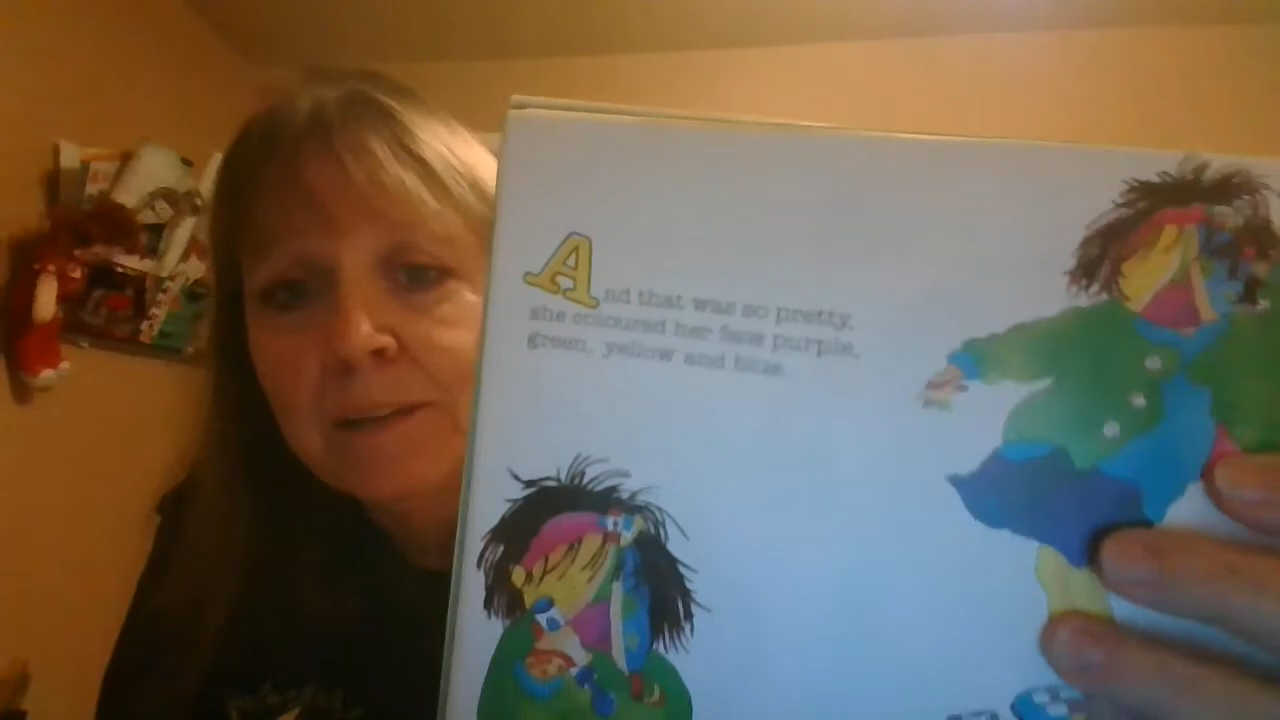 And that was so pretty,
she coloured her face purple,
green, yellow and blue.